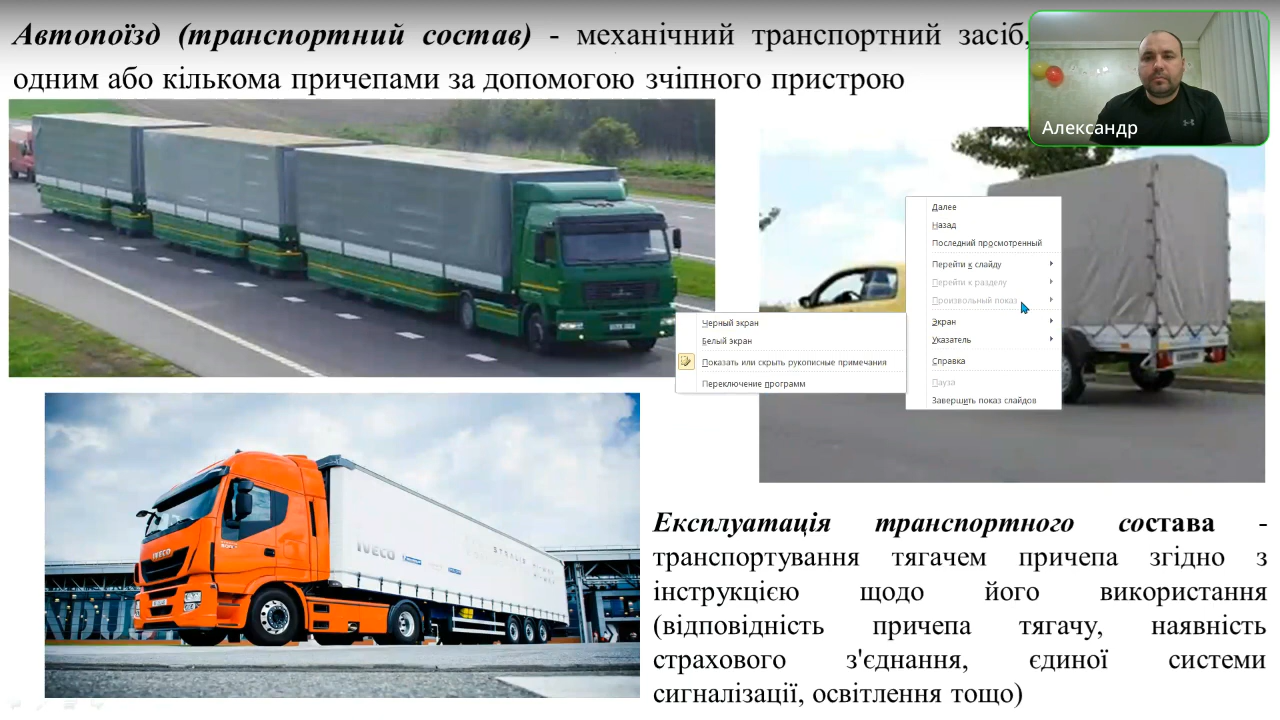 Автопоїзд (транспортний состав) - механічний транспортний засіб,
одним або кількома причепами за допомогою зчіпного пристрою
Александр
Далее
Назад
Последний просмотренный
Перейти к слайду
Перейти к разделу
Произвольный показ
Экран
Указатель
Справка
Пауза
Завершить показ слайдов
Черный экран
Белый экран
Показать или скрыть рукописные примечания
Переключение программ
IVECO
IVECO
Експлуатація транспортного состава -
транспортування тягачем причепа згідно з
інструкцією щодо його використання
(відповідність причепа тягачу, наявність
страхового з'єднання, єдиної системи
сигналізації, освітлення тощо)